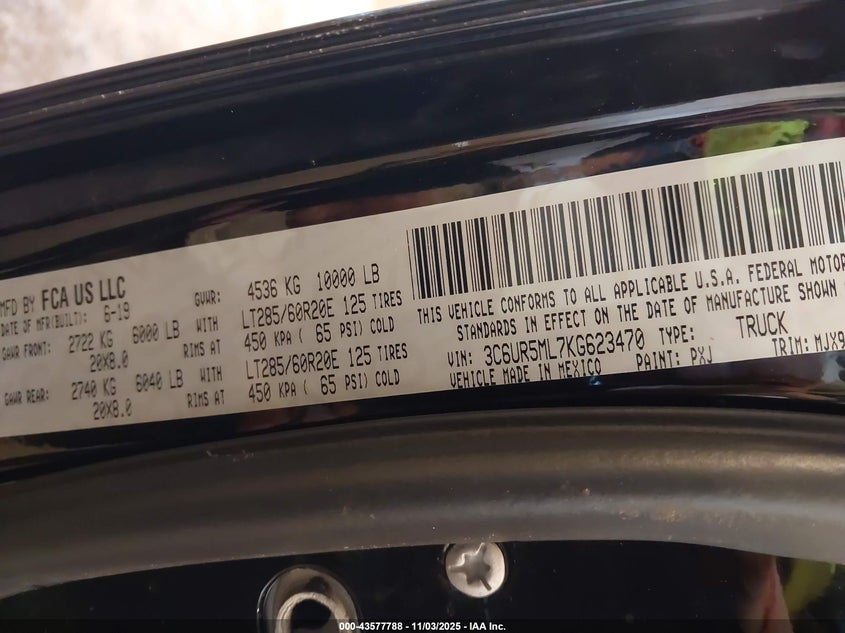 MFD BY FCA US LLC
DATE OF MFR(BUILT): 6-19
GVWR: 4536 KG 10000 LB
GAWR FRONT: 2722 KG 6000 LB WITH LT285/60R20E 125 TIRES
20X8.0 RIMS AT 450 KPA ( 65 PSI) COLD
GAWR REAR: 2740 KG 6040 LB WITH LT285/60R20E 125 TIRES
20X8.0 RIMS AT 450 KPA ( 65 PSI) COLD
THIS VEHICLE CONFORMS TO ALL APPLICABLE U.S.A. FEDERAL MOTOR
STANDARDS IN EFFECT ON THE DATE OF MANUFACTURE SHOWN
VIN: 3C6UR5ML7KG623470 TYPE: TRUCK
VEHICLE MADE IN MEXICO PAINT: PXJ TRIM: MJX9
000-43577788 - 11/03/2025 - IAA Inc.